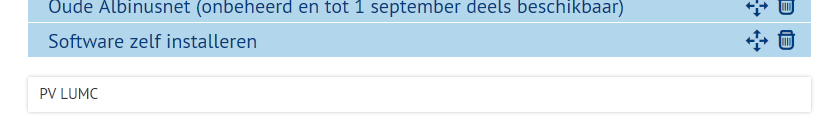 Oude Albinusnet (onbeheerd en tot 1 september deels beschikbaar)
Software zelf installeren
PV LUMC